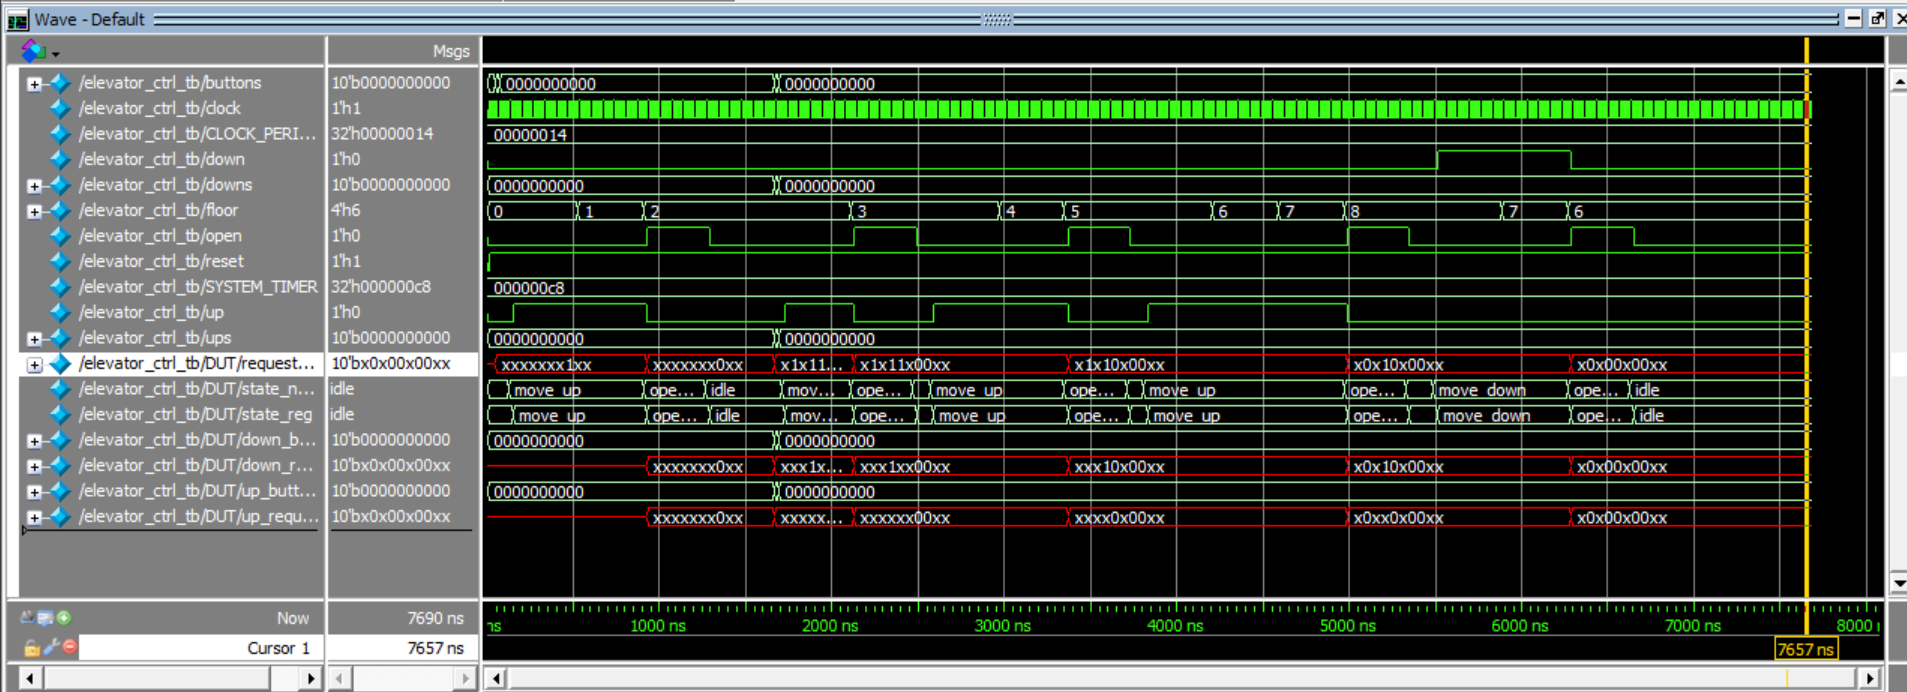 Wave - Default
Msgs
/elevator_ctrl_tb/buttons 10'b0000000000 0000000000 0000000000
/elevator_ctrl_tb/clock 1'h1
/elevator_ctrl_tb/CLOCK_PERI... 32'h00000014 00000014
/elevator_ctrl_tb/down 1'h0
/elevator_ctrl_tb/downs 10'b0000000000 0000000000 0000000000
/elevator_ctrl_tb/floor 4'h6 0 1 2 3 4 5 6 7 8 7 6
/elevator_ctrl_tb/open 1'h0
/elevator_ctrl_tb/reset 1'h1
/elevator_ctrl_tb/SYSTEM_TIMER 32'h000000c8 000000c8
/elevator_ctrl_tb/up 1'h0
/elevator_ctrl_tb/ups 10'b0000000000 0000000000 0000000000
/elevator_ctrl_tb/DUT/request... 10'bx0x00x00xx xxxxxxx1xx xxxxxxx0xx x1x11... x1x11x00xx x1x10x00xx x0x10x00xx x0x00x00xx
/elevator_ctrl_tb/DUT/state_n... idle move_up ope... idle mov... ope... move_up ope... move_up ope... move_down ope... idle
/elevator_ctrl_tb/DUT/state_reg idle move_up ope... idle mov... ope... move_up ope... move_up ope... move_down ope... idle
/elevator_ctrl_tb/DUT/down_b... 10'b0000000000 0000000000 0000000000
/elevator_ctrl_tb/DUT/down_r... 10'bx0x00x00xx xxxxxxx0xx xxx1x... xxx1xx00xx xxx10x00xx x0x10x00xx x0x00x00xx
/elevator_ctrl_tb/DUT/up_butt... 10'b0000000000 0000000000 0000000000
/elevator_ctrl_tb/DUT/up_requ... 10'bx0x00x00xx xxxxxxx0xx xxxxx... xxxxxx00xx xxxx0x00xx x0xx0x00xx x0x00x00xx
Now 7690 ns ns 1000 ns 2000 ns 3000 ns 4000 ns 5000 ns 6000 ns 7000 ns 8000
Cursor 1 7657 ns 7657 ns